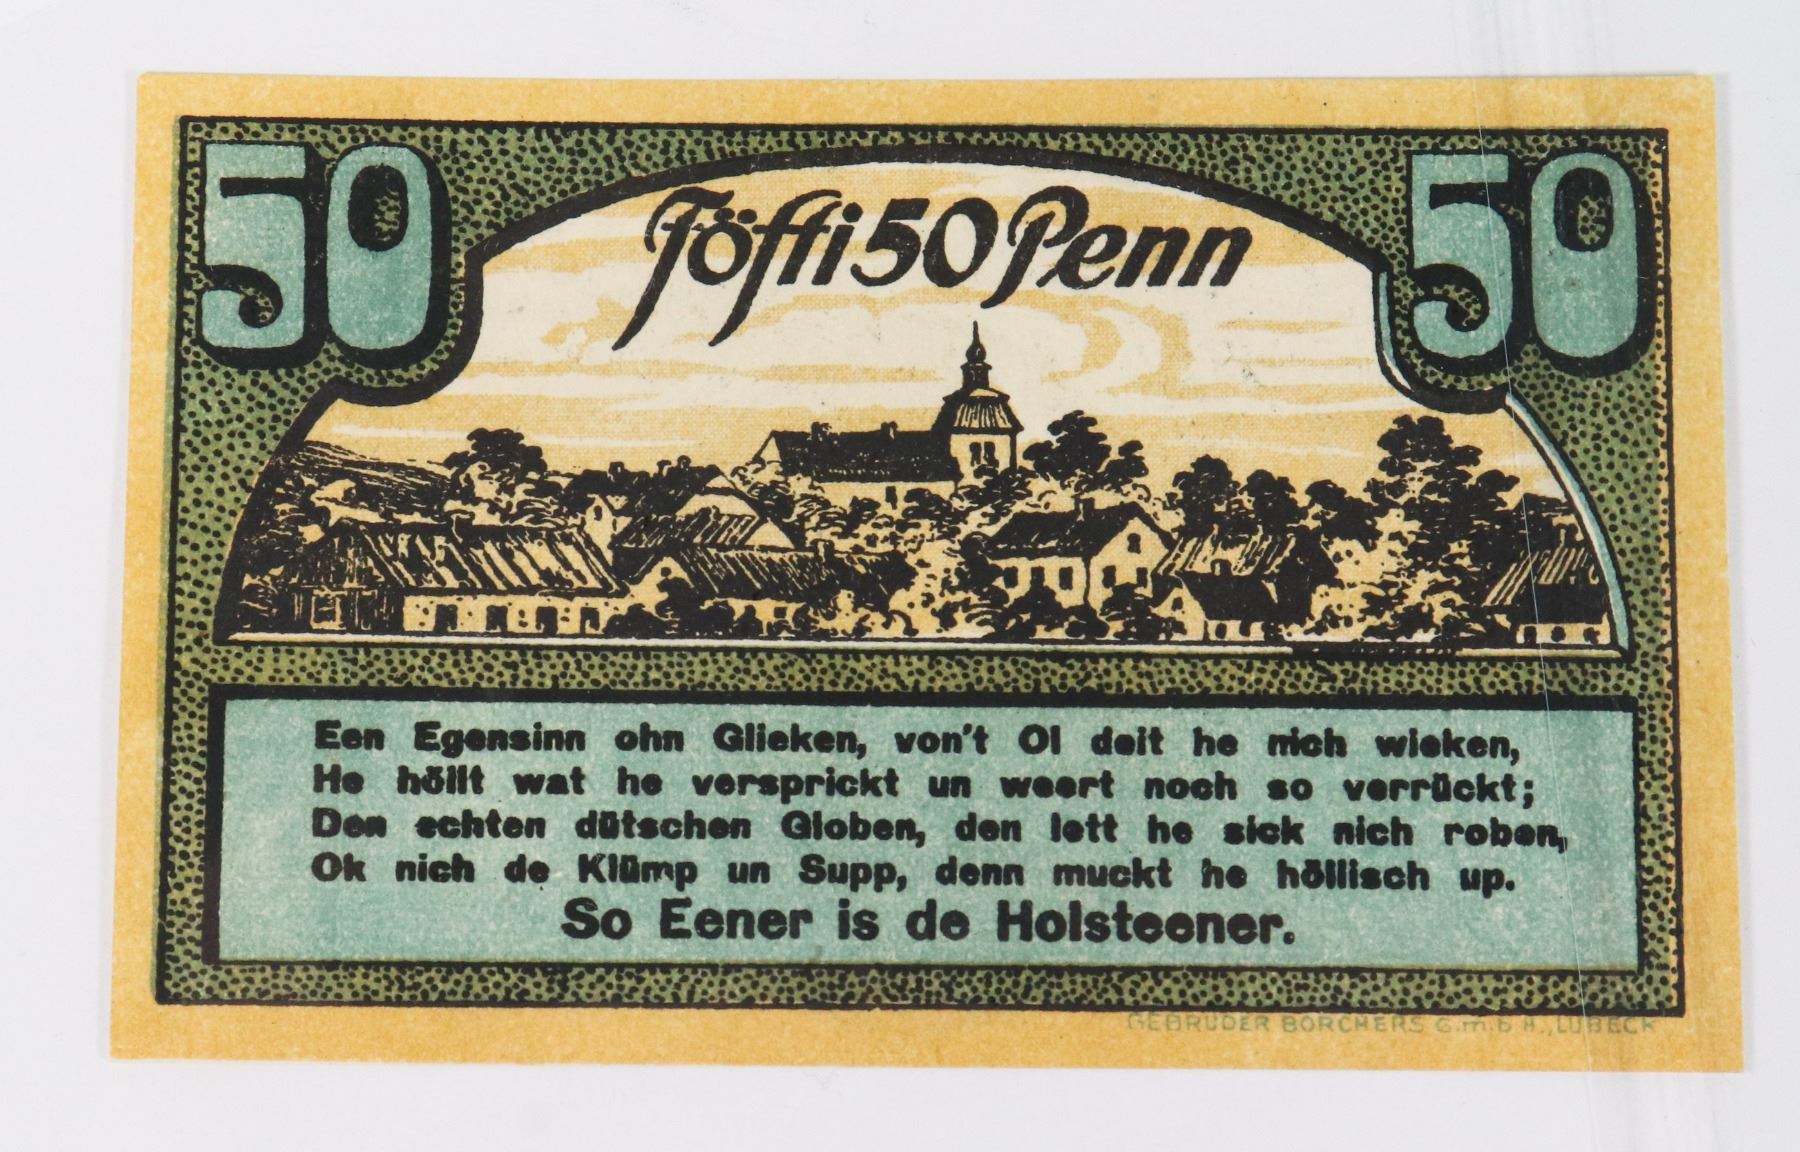 50 50
Föfti 50 Penn
Een Egensinn ohn Glieken, von't Ol deit he nich wieken,
He höllt wat he versprickt un weert noch so verrückt;
Den echten dütschen Globen, den lett he sick nich roben,
Ok nich de Klümp un Supp, denn muckt he höllisch up.
So Eener is de Holsteener.
GEBRÜDER BORCHERS G.m.b.H., LÜBECK